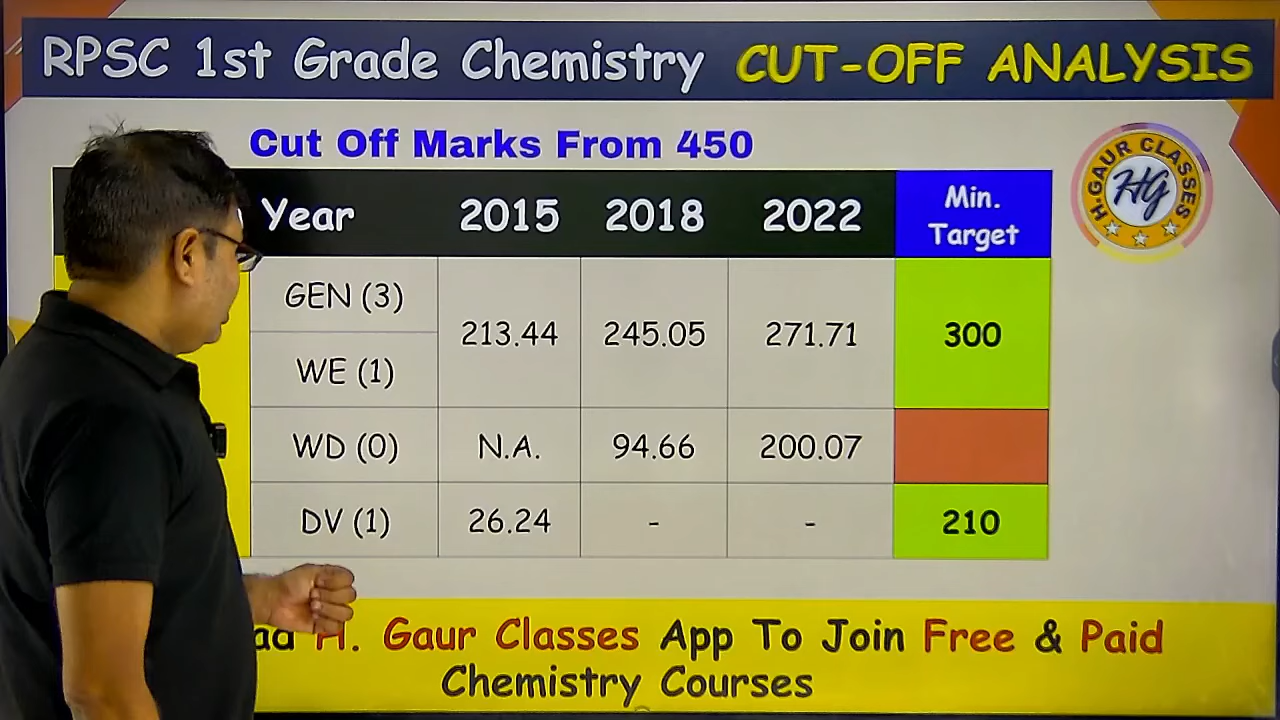 RPSC 1st Grade Chemistry CUT-OFF ANALYSIS
Cut Off Marks From 450
H.GAUR CLASSES
HG
Year 2015 2018 2022 Min. Target
GEN (3)
213.44 245.05 271.71 300
WE (1)
WD (0) N.A. 94.66 200.07
DV (1) 26.24 - - 210
H. Gaur Classes App To Join Free & Paid
Chemistry Courses